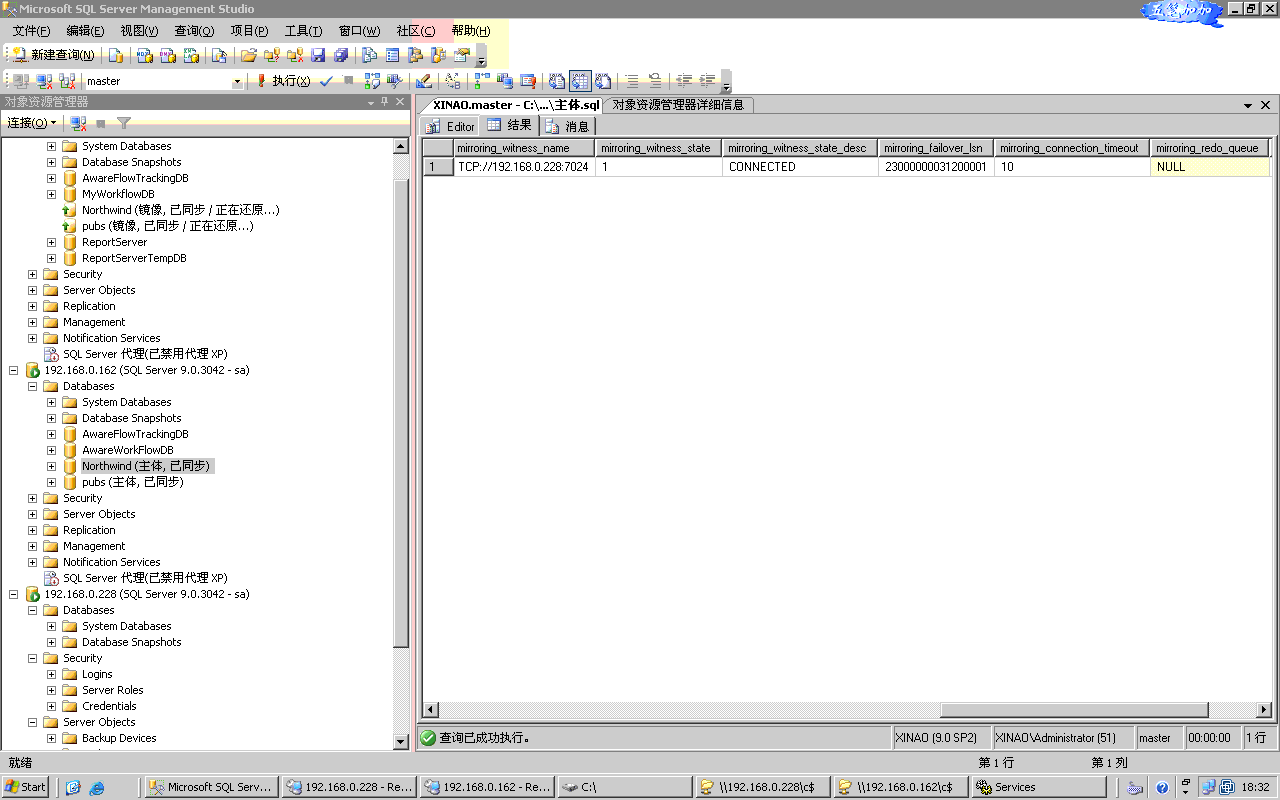 Microsoft SQL Server Management Studio
五笔加加
文件(F) 编辑(E) 视图(V) 查询(Q) 项目(P) 工具(T) 窗口(W) 社区(C) 帮助(H)
新建查询(N)
master 执行(X)
对象资源管理器
连接(O)
System Databases
Database Snapshots
AwareFlowTrackingDB
MyWorkflowDB
Northwind (镜像, 已同步 / 正在还原...)
pubs (镜像, 已同步 / 正在还原...)
ReportServer
ReportServerTempDB
Security
Server Objects
Replication
Management
Notification Services
SQL Server 代理(已禁用代理 XP)
192.168.0.162 (SQL Server 9.0.3042 - sa)
Databases
System Databases
Database Snapshots
AwareFlowTrackingDB
AwareWorkFlowDB
Northwind (主体, 已同步)
pubs (主体, 已同步)
Security
Server Objects
Replication
Management
Notification Services
SQL Server 代理(已禁用代理 XP)
192.168.0.228 (SQL Server 9.0.3042 - sa)
Databases
System Databases
Database Snapshots
Security
Logins
Server Roles
Credentials
Server Objects
Backup Devices
XINAO.master - C:\...\主体.sql 对象资源管理器详细信息
Editor 结果 消息
mirroring_witness_name mirroring_witness_state mirroring_witness_state_desc mirroring_failover_lsn mirroring_connection_timeout mirroring_redo_queue
1 TCP://192.168.0.228:7024 1 CONNECTED 23000000031200001 10 NULL
查询已成功执行。 XINAO (9.0 SP2) XINAO\Administrator (51) master 00:00:00 1 行
就绪 第 1 行 第 1 列
Start Microsoft SQL Serv... 192.168.0.228 - Re... 192.168.0.162 - Re... C:\ \\192.168.0.228\c$ \\192.168.0.162\c$ Services 18:32